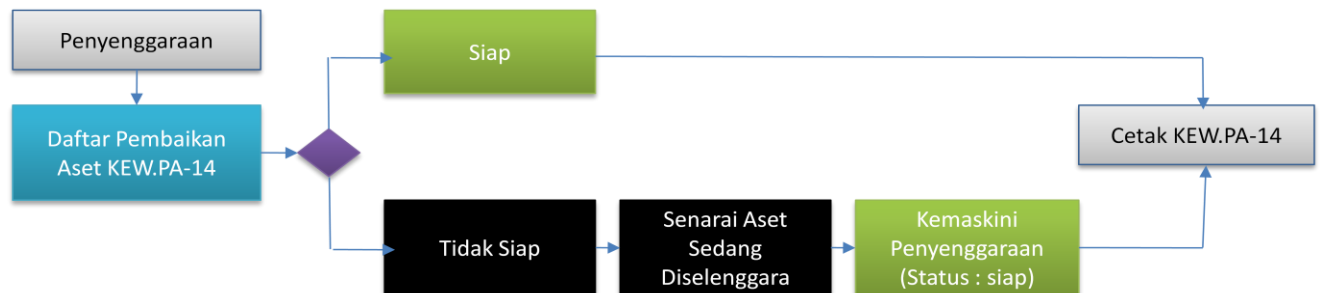 Penyenggaraan
Daftar Pembaikan
Aset KEW.PA-14
Siap
Cetak KEW.PA-14
Tidak Siap
Senarai Aset
Sedang
Diselenggara
Kemaskini
Penyenggaraan
(Status : siap)